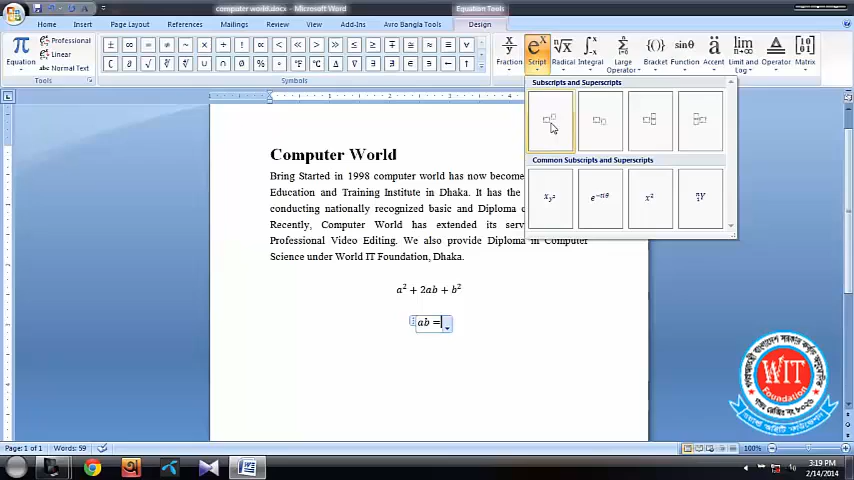 computer world.docx - Microsoft Word
Equation Tools
Home Insert Page Layout References Mailings Review View Add-Ins Avro Bangla Tools Design
π Equation
eˣ Professional
Linear
abc Normal Text
± ∞ = ≠ ~ × ÷ ! ∝ < ≪ > ≫ ≤ ≥ ∓ ≅ ≈ ≡
x/y Fraction
eˣ Script
ⁿ√x Radical
Integral
Large Operator
{()} Bracket
sinθ Function
ä Accent
lim n→∞ Limit and Log
Operator
Matrix
Tools
Symbols
Subscripts and Superscripts
Common Subscripts and Superscripts
Computer World
Bring Started in 1998 computer world has now become
Education and Training Institute in Dhaka. It has the
conducting nationally recognized basic and Diploma
Recently, Computer World has extended its
Professional Video Editing. We also provide Diploma in Computer
Science under World IT Foundation, Dhaka.
a² + 2ab + b²
ab =
WIT
Foundation
Page: 1 of 1
Words: 59
100%
3:19 PM
2/14/2014